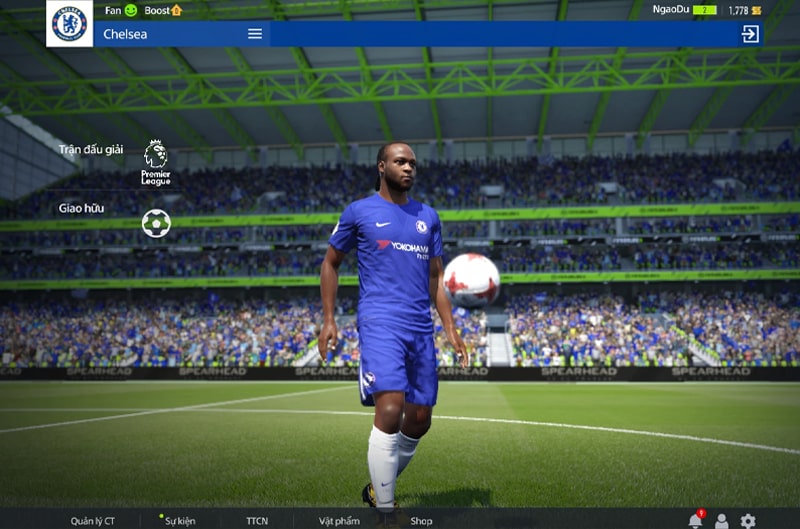 CHELSEA
Fan
Boost
NgaoDu
2
1,778
Chelsea
Trận đấu giải
Premier
League
Giao hữu
YOKOHAMA
SPEARHEAD
SPEARHEAD
SPEARHEAD
SPEARHEAD
SPEARHEAD
Quản lý CT
Sự kiện
TTCN
Vật phẩm
Shop